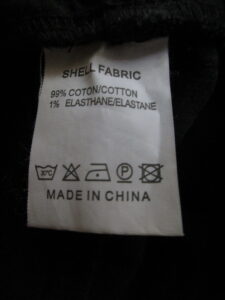 SHELL FABRIC
99% COTON/COTTON
1% ELASTHANE/ELASTANE
30°C P
MADE IN CHINA